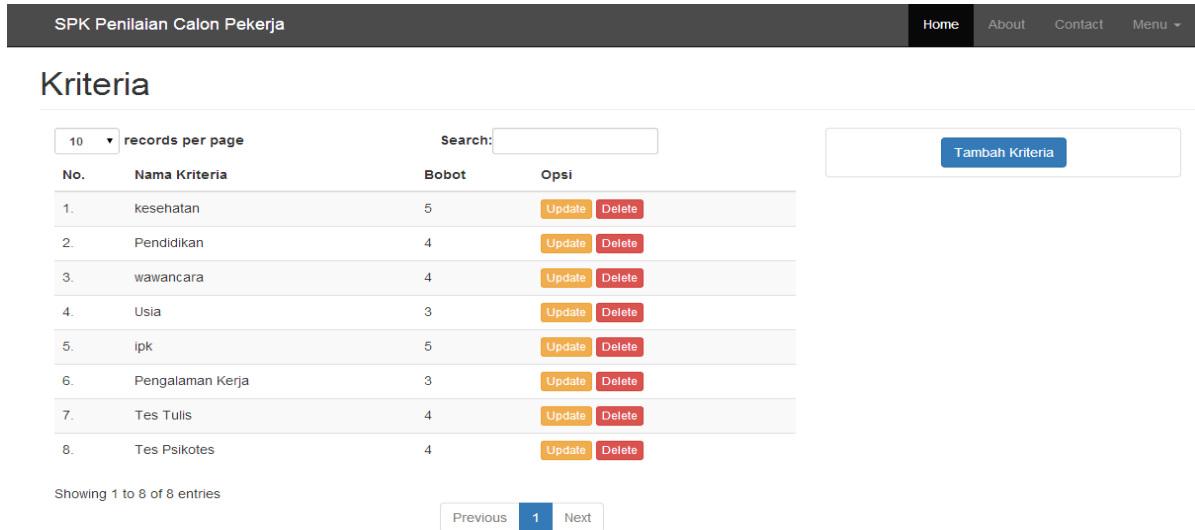 SPK Penilaian Calon Pekerja Home About Contact Menu
Kriteria
10 records per page Search:
Tambah Kriteria
No. Nama Kriteria Bobot Opsi
1. kesehatan 5 Update Delete
2. Pendidikan 4 Update Delete
3. wawancara 4 Update Delete
4. Usia 3 Update Delete
5. ipk 5 Update Delete
6. Pengalaman Kerja 3 Update Delete
7. Tes Tulis 4 Update Delete
8. Tes Psikotes 4 Update Delete
Showing 1 to 8 of 8 entries
Previous 1 Next